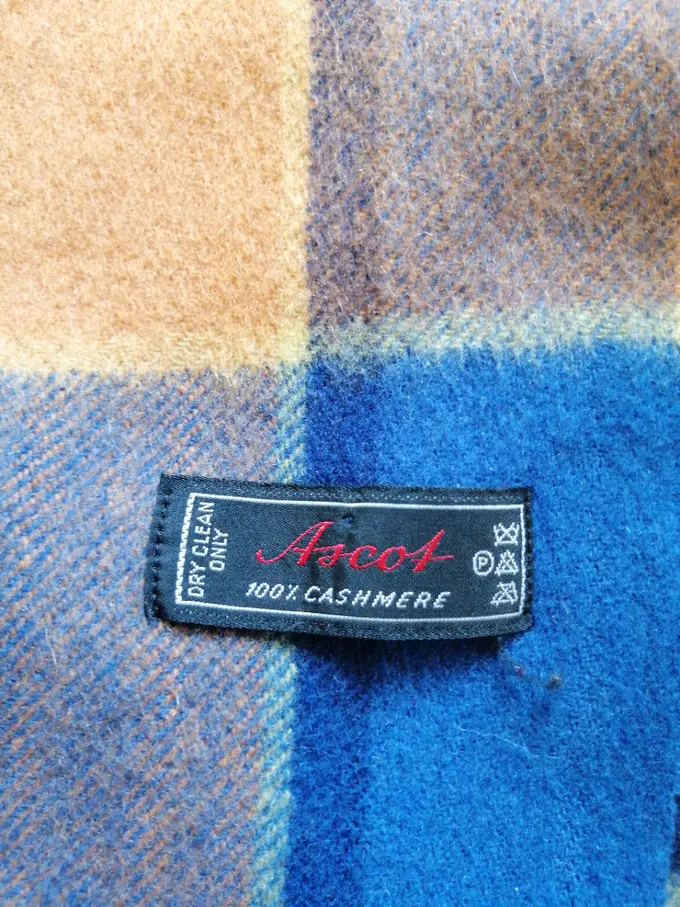 DRY CLEAN
ONLY
Ascot
100% CASHMERE
P